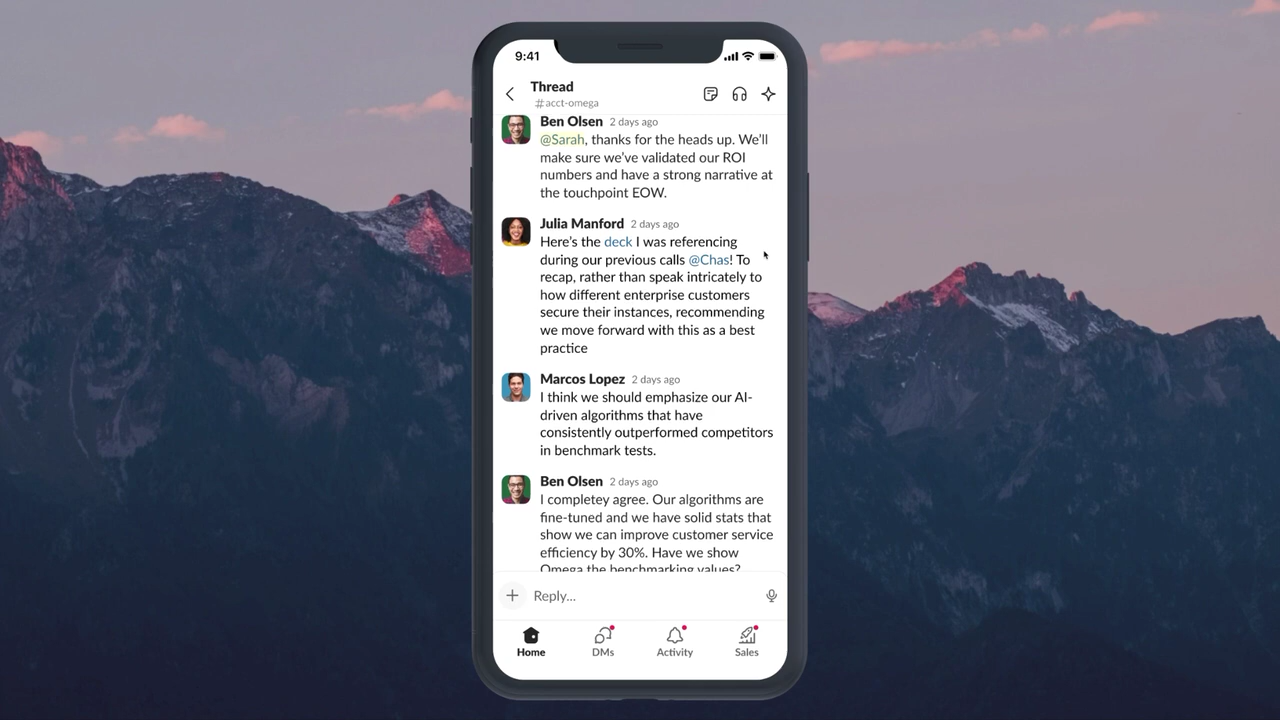 9:41
Thread
#acct-omega
Ben Olsen 2 days ago
@Sarah, thanks for the heads up. We’ll
make sure we’ve validated our ROI
numbers and have a strong narrative at
the touchpoint EOW.
Julia Manford 2 days ago
Here’s the deck I was referencing
during our previous calls @Chas! To
recap, rather than speak intricately to
how different enterprise customers
secure their instances, recommending
we move forward with this as a best
practice
Marcos Lopez 2 days ago
I think we should emphasize our AI-
driven algorithms that have
consistently outperformed competitors
in benchmark tests.
Ben Olsen 2 days ago
I completey agree. Our algorithms are
fine-tuned and we have solid stats that
show we can improve customer service
efficiency by 30%. Have we show
Omega the benchmarking values?
Reply...
Home DMs Activity Sales